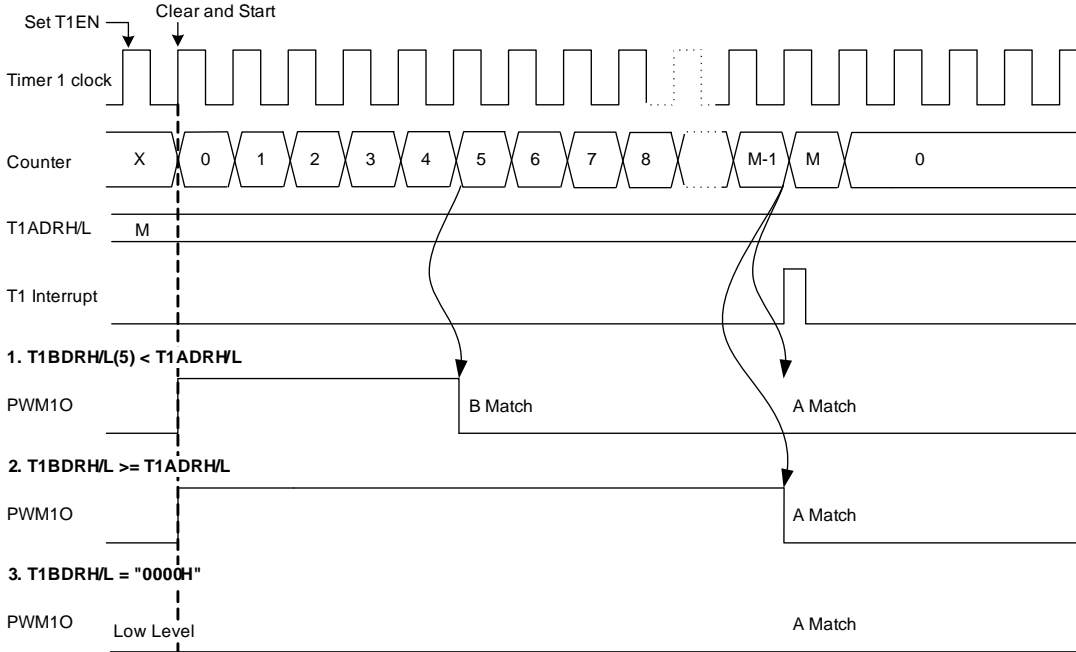 Set T1EN
Clear and Start
Timer 1 clock
Counter X 0 1 2 3 4 5 6 7 8 M-1 M 0
T1ADRH/L M
T1 Interrupt
1. T1BDRH/L(5) < T1ADRH/L
PWM1O B Match A Match
2. T1BDRH/L >= T1ADRH/L
PWM1O A Match
3. T1BDRH/L = "0000H"
PWM1O Low Level A Match